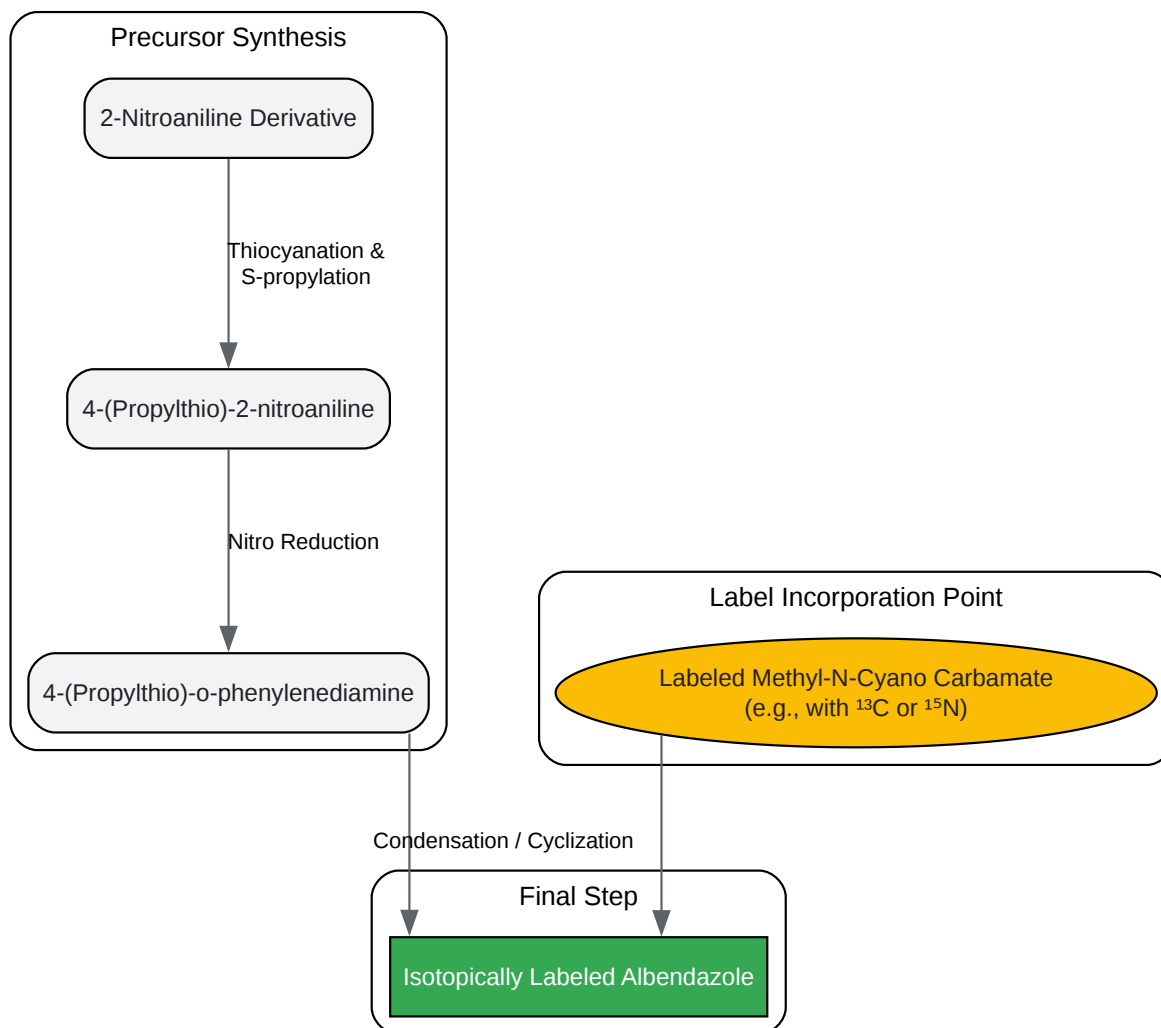 Precursor Synthesis
2-Nitroaniline Derivative
Thiocyanation &
S-propylation
4-(Propylthio)-2-nitroaniline
Nitro Reduction
4-(Propylthio)-o-phenylenediamine
Label Incorporation Point
Labeled Methyl-N-Cyano Carbamate
(e.g., with ¹³C or ¹⁵N)
Condensation / Cyclization
Final Step
Isotopically Labeled Albendazole